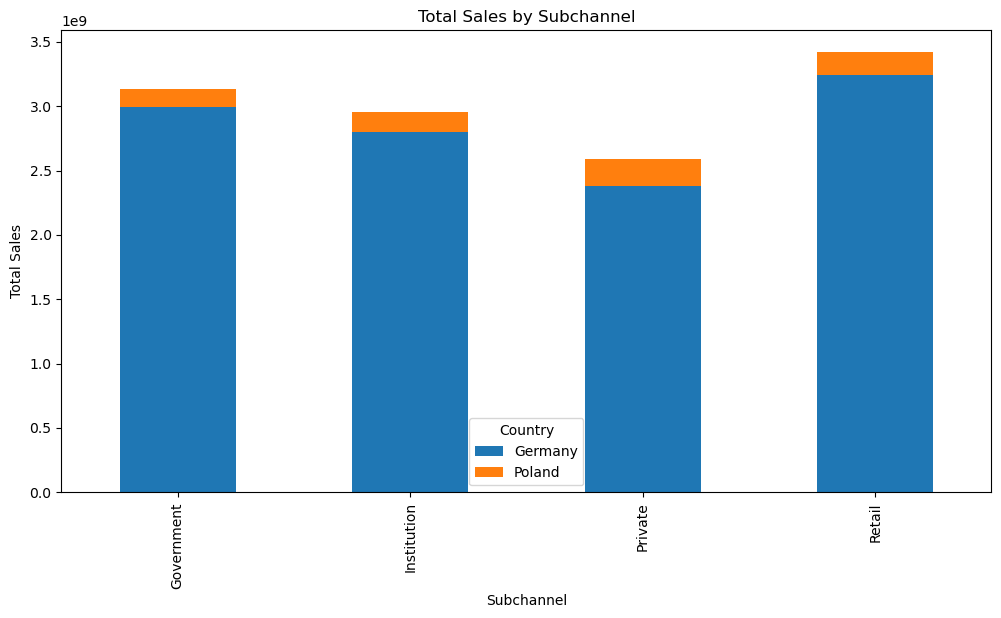 Total Sales by Subchannel
1e9
3.5
3.0
2.5
2.0
1.5
1.0
0.5
0.0
Total Sales
Country
Germany
Poland
Government
Institution
Private
Retail
Subchannel